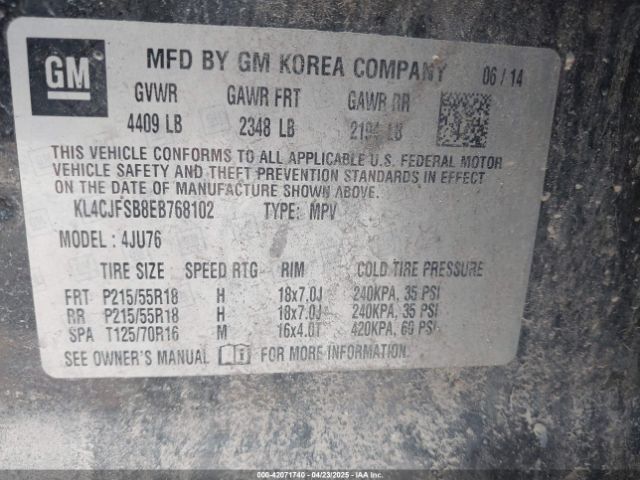 GM
MFD BY GM KOREA COMPANY 06/14
GVWR GAWR FRT GAWR RR
4409 LB 2348 LB 2194 LB
THIS VEHICLE CONFORMS TO ALL APPLICABLE U.S. FEDERAL MOTOR
VEHICLE SAFETY AND THEFT PREVENTION STANDARDS IN EFFECT
ON THE DATE OF MANUFACTURE SHOWN ABOVE.
KL4CJFSB8EB768102 TYPE: MPV
MODEL: 4JU76
TIRE SIZE SPEED RTG RIM COLD TIRE PRESSURE
FRT P215/55R18 H 18x7.0J 240KPA, 35 PSI
RR P215/55R18 H 18x7.0J 240KPA, 35 PSI
SPA T125/70R16 M 16x4.0T 420KPA, 60 PSI
SEE OWNER'S MANUAL FOR MORE INFORMATION.
000-42071740 - 04/23/2025 - IAAI.COM